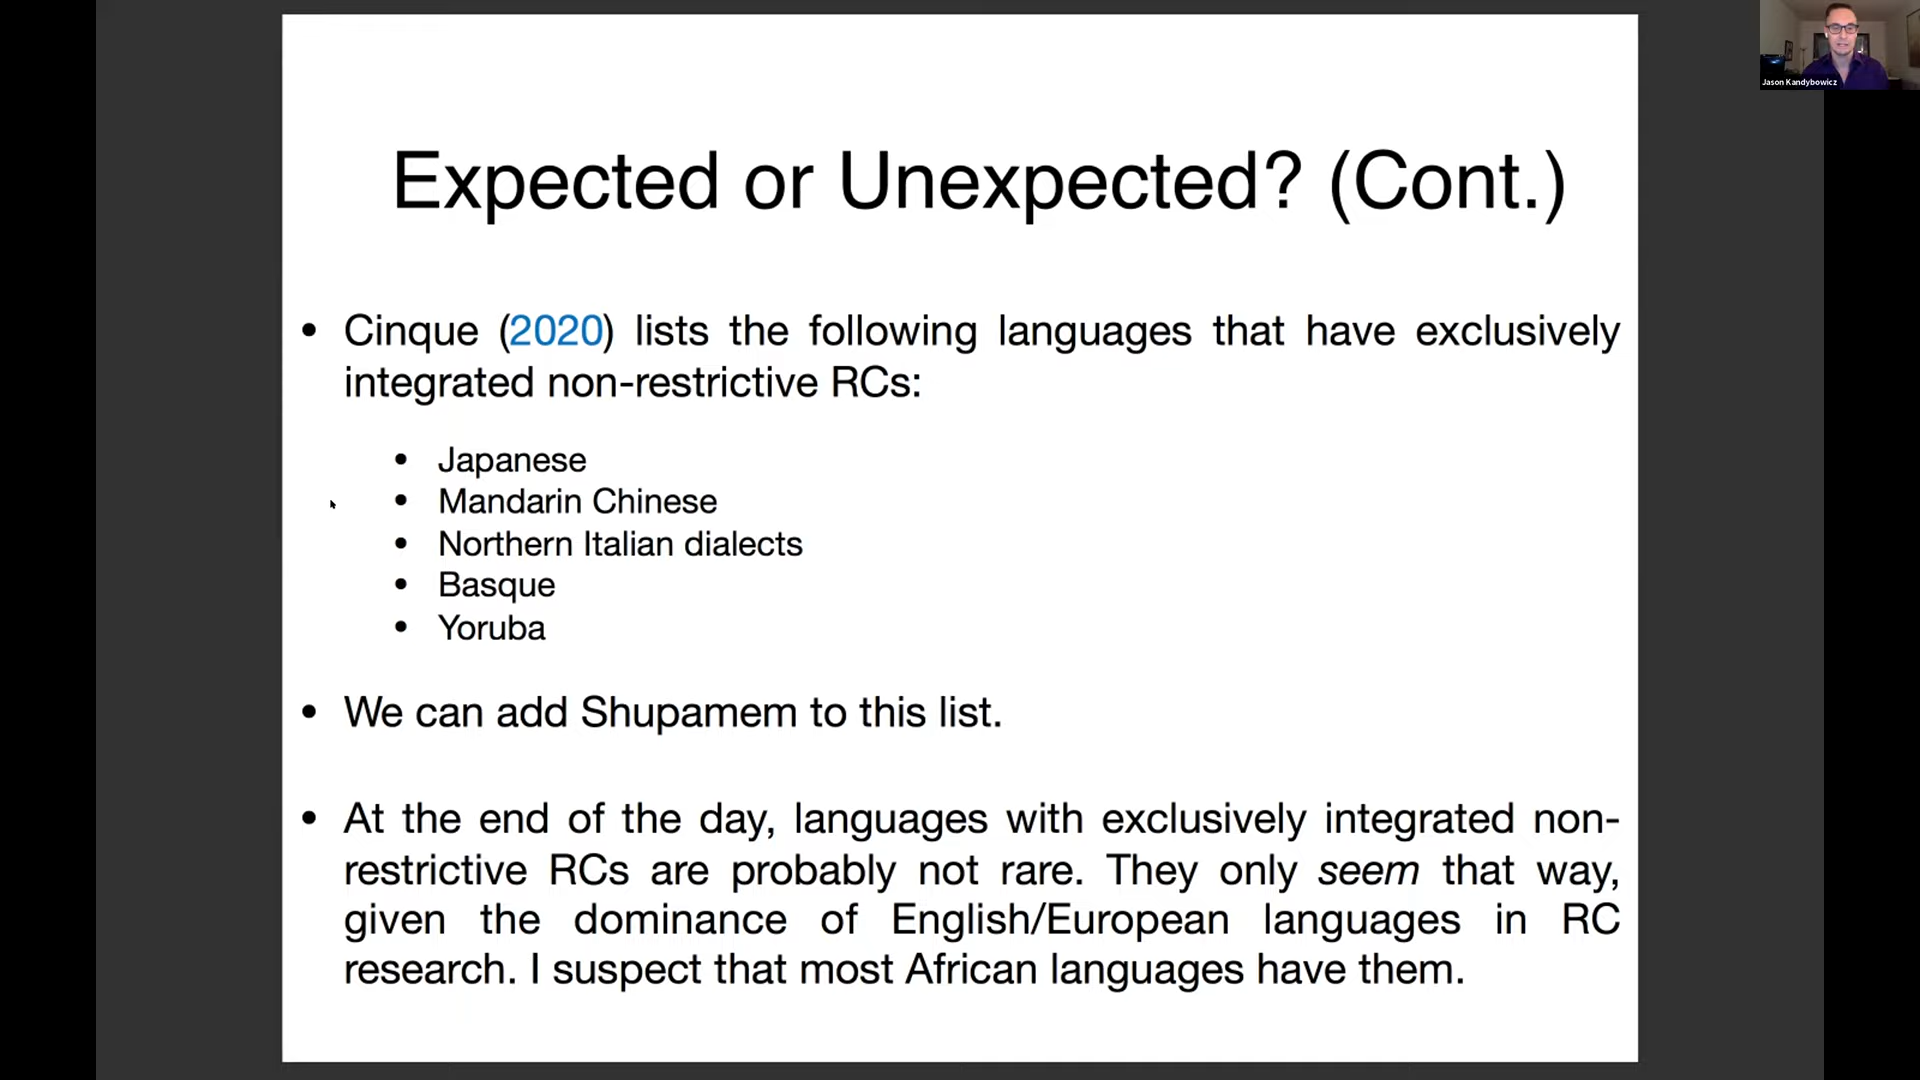 Jason Kandybowicz
Expected or Unexpected? (Cont.)
• Cinque (2020) lists the following languages that have exclusively
integrated non-restrictive RCs:
• Japanese
• Mandarin Chinese
• Northern Italian dialects
• Basque
• Yoruba
• We can add Shupamem to this list.
• At the end of the day, languages with exclusively integrated non-
restrictive RCs are probably not rare. They only seem that way,
given the dominance of English/European languages in RC
research. I suspect that most African languages have them.